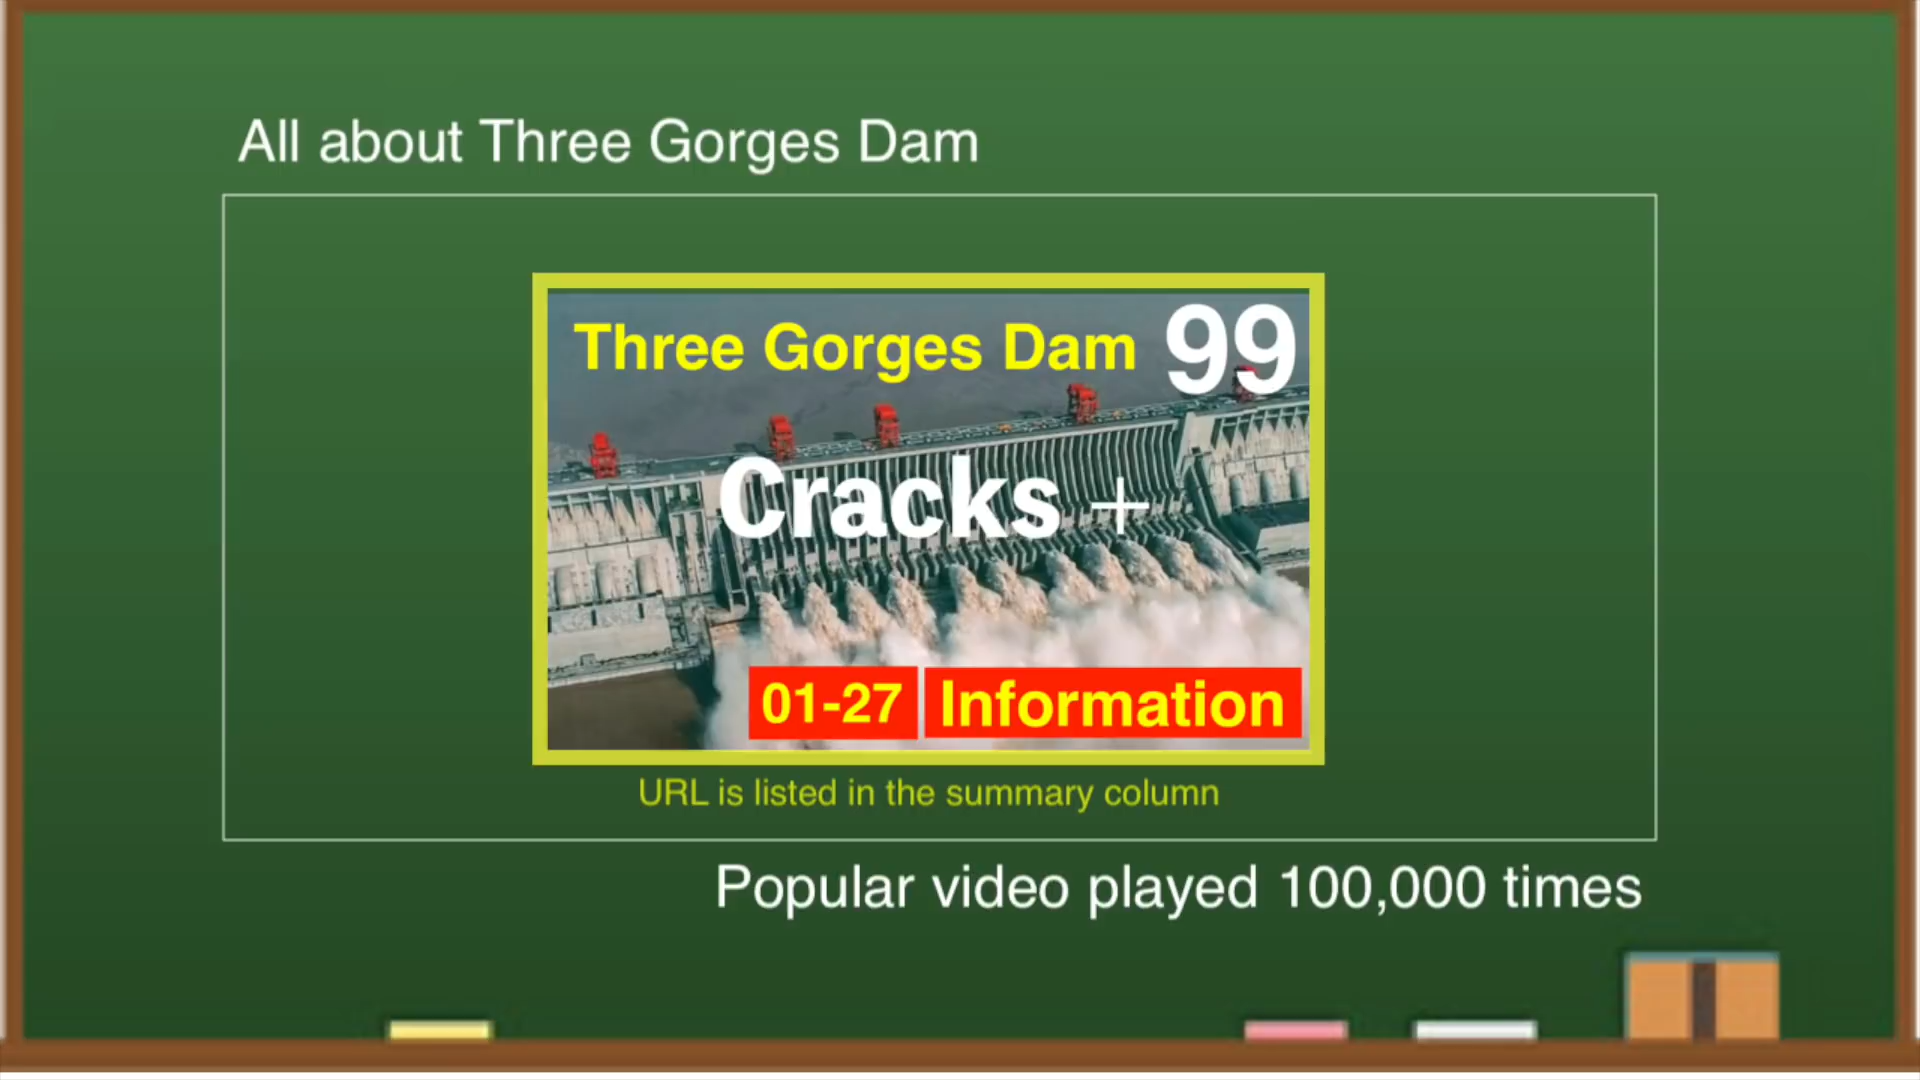 All about Three Gorges Dam
Three Gorges Dam 99
Cracks +
01-27 Information
URL is listed in the summary column
Popular video played 100,000 times